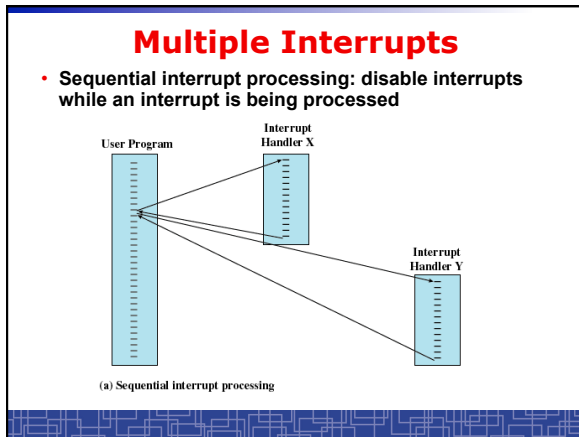 Multiple Interrupts
• Sequential interrupt processing: disable interrupts
while an interrupt is being processed
User Program
Interrupt
Handler X
Interrupt
Handler Y
(a) Sequential interrupt processing